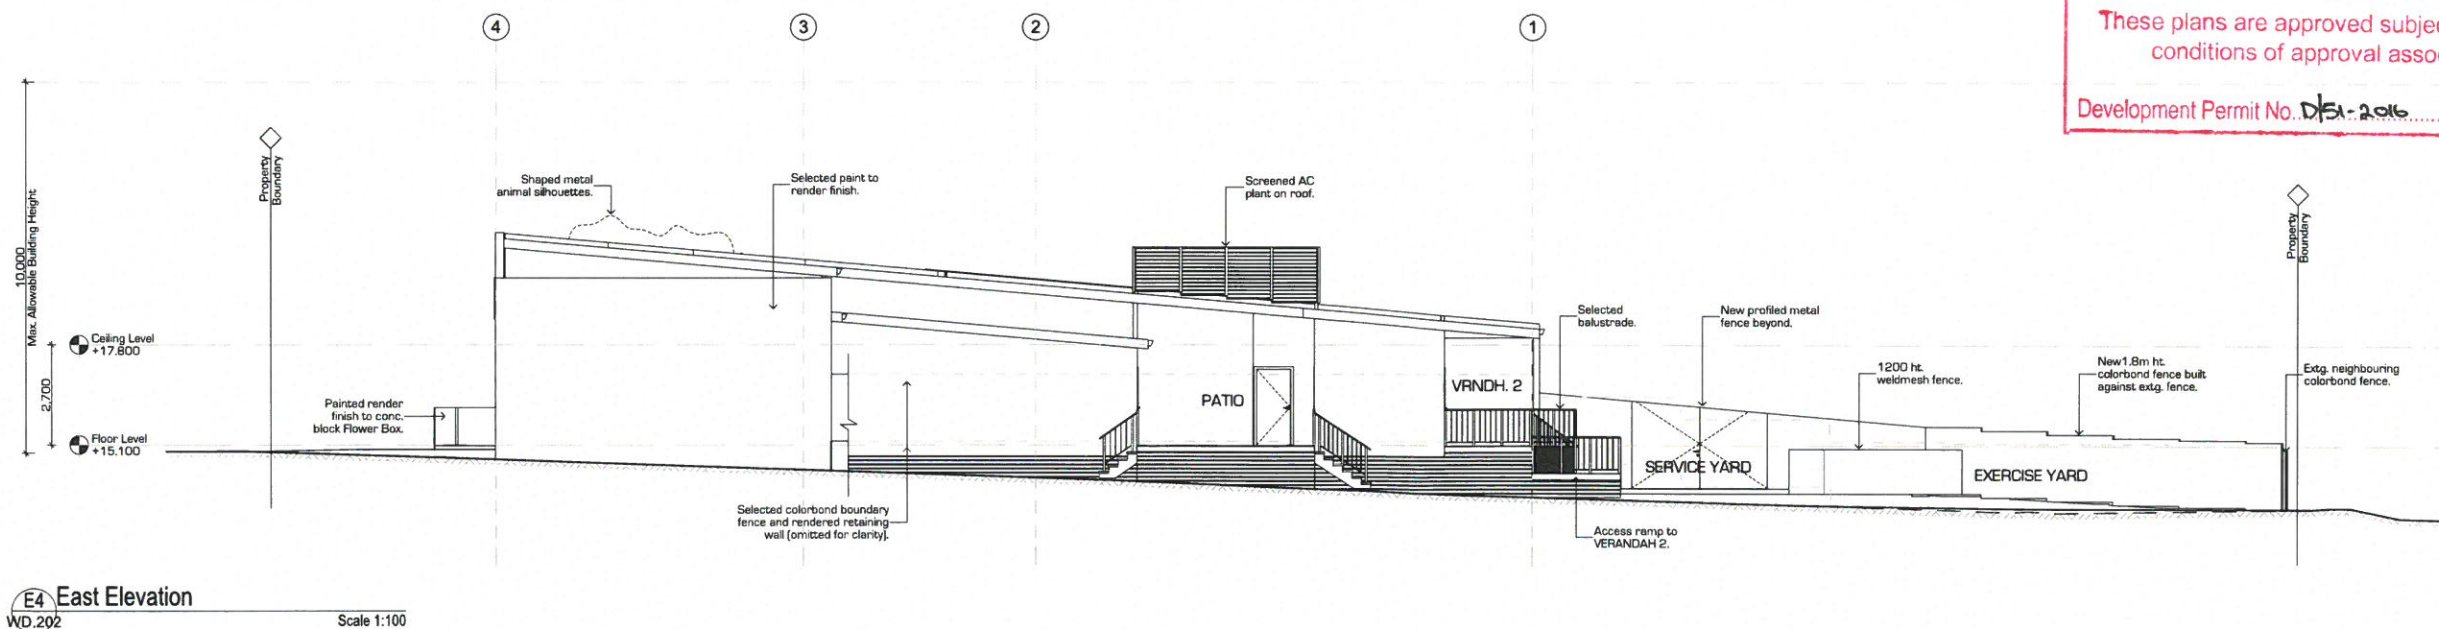 4
3
2
1
These plans are approved subje
conditions of approval asso
Development Permit No. D/51-2016
10,000
Max. Allowable Building Height
Property
Boundary
Shaped metal
animal silhouettes.
Selected paint to
render finish.
Screened AC
plant on roof.
Property
Boundary
Ceiling Level
+17.800
2,700
Floor Level
+15.100
Painted render
finish to conc.
block Flower Box.
Selected colorbond boundary
fence and rendered retaining
wall (omitted for clarity).
PATIO
VRNDH. 2
Selected
balustrade.
New profiled metal
fence beyond.
1200 ht.
weldmesh fence.
New1.8m ht.
colorbond fence built
against extg. fence.
Extg. neighbouring
colorbond fence.
SERVICE YARD
EXERCISE YARD
Access ramp to
VERANDAH 2.
E4 East Elevation
WD.202
Scale 1:100